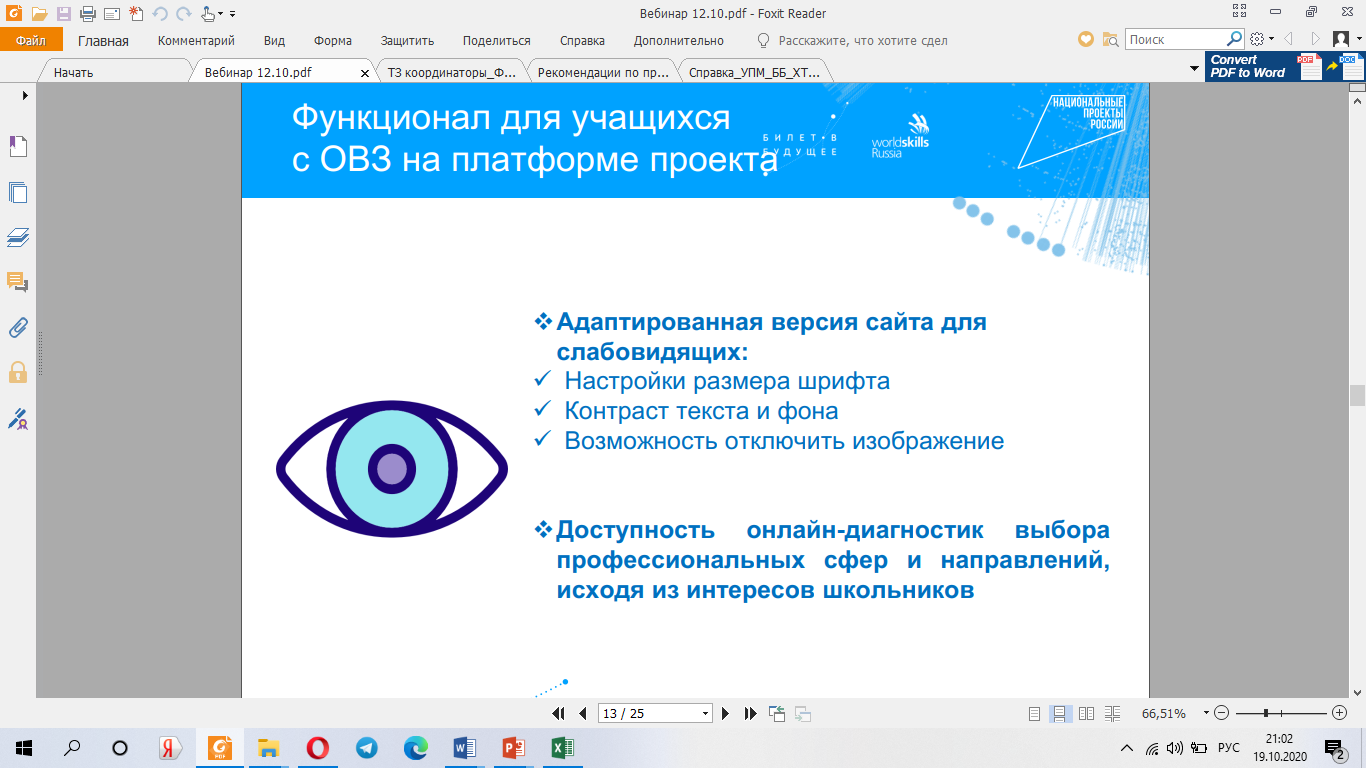 Вебинар 12.10.pdf - Foxit Reader
Файл
Главная
Комментарий
Вид
Форма
Защитить
Поделиться
Справка
Дополнительно
Расскажите, что хотите сдел
Поиск
Начать
Вебинар 12.10.pdf
ТЗ координаторы_Ф...
Рекомендации по пр...
Справка_УПМ_ББ_ХТ...
Convert
PDF to Word
PDF
DOC
Функционал для учащихся
с ОВЗ на платформе проекта
БИЛЕТ В
БУДУЩЕЕ
worldskills
Russia
НАЦИОНАЛЬНЫЕ
ПРОЕКТЫ
РОССИИ
Адаптированная версия сайта для
слабовидящих:
Настройки размера шрифта
Контраст текста и фона
Возможность отключить изображение
Доступность онлайн-диагностик выбора
профессиональных сфер и направлений,
исходя из интересов школьников
13 / 25
66,51%
Я
PDF
РУС
21:02
19.10.2020
2